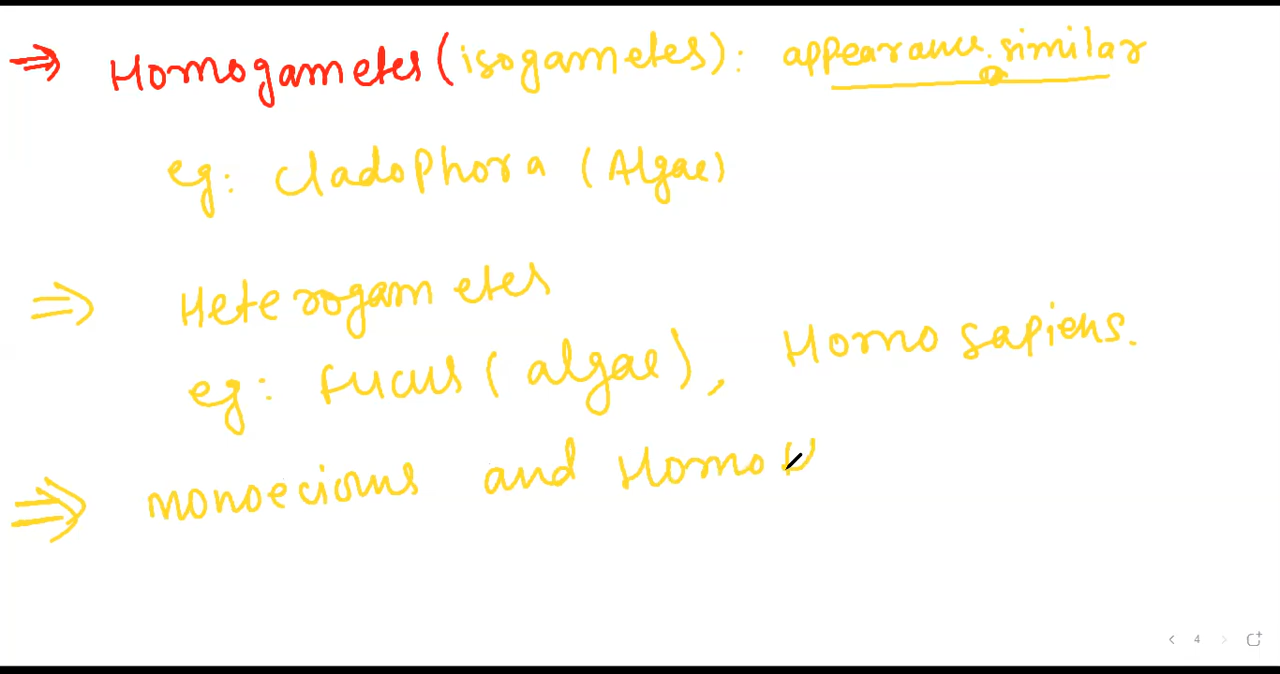 ⇒ Homogametes (isogametes): appearance similar
eg: Cladophora (Algae)
⇒ Heterogametes
eg: Fucus (algae), Homo sapiens.
⇒ monoecious and Homo
4